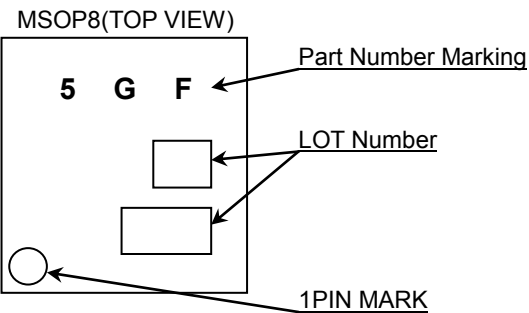 MSOP8(TOP VIEW)
Part Number Marking
5 G F
LOT Number
1PIN MARK